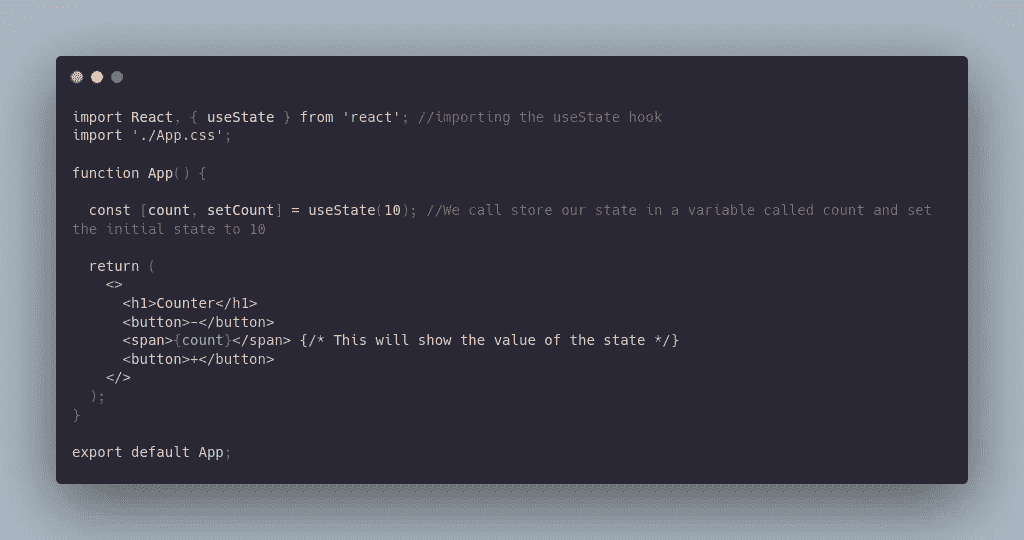 import React, { useState } from 'react'; //importing the useState hook
import './App.css';
function App() {
const [count, setCount] = useState(10); //We call store our state in a variable called count and set
the initial state to 10
return (
<>
<h1>Counter</h1>
<button>-</button>
<span>{count}</span> {/* This will show the value of the state */}
<button>+</button>
</>
);
}
export default App;